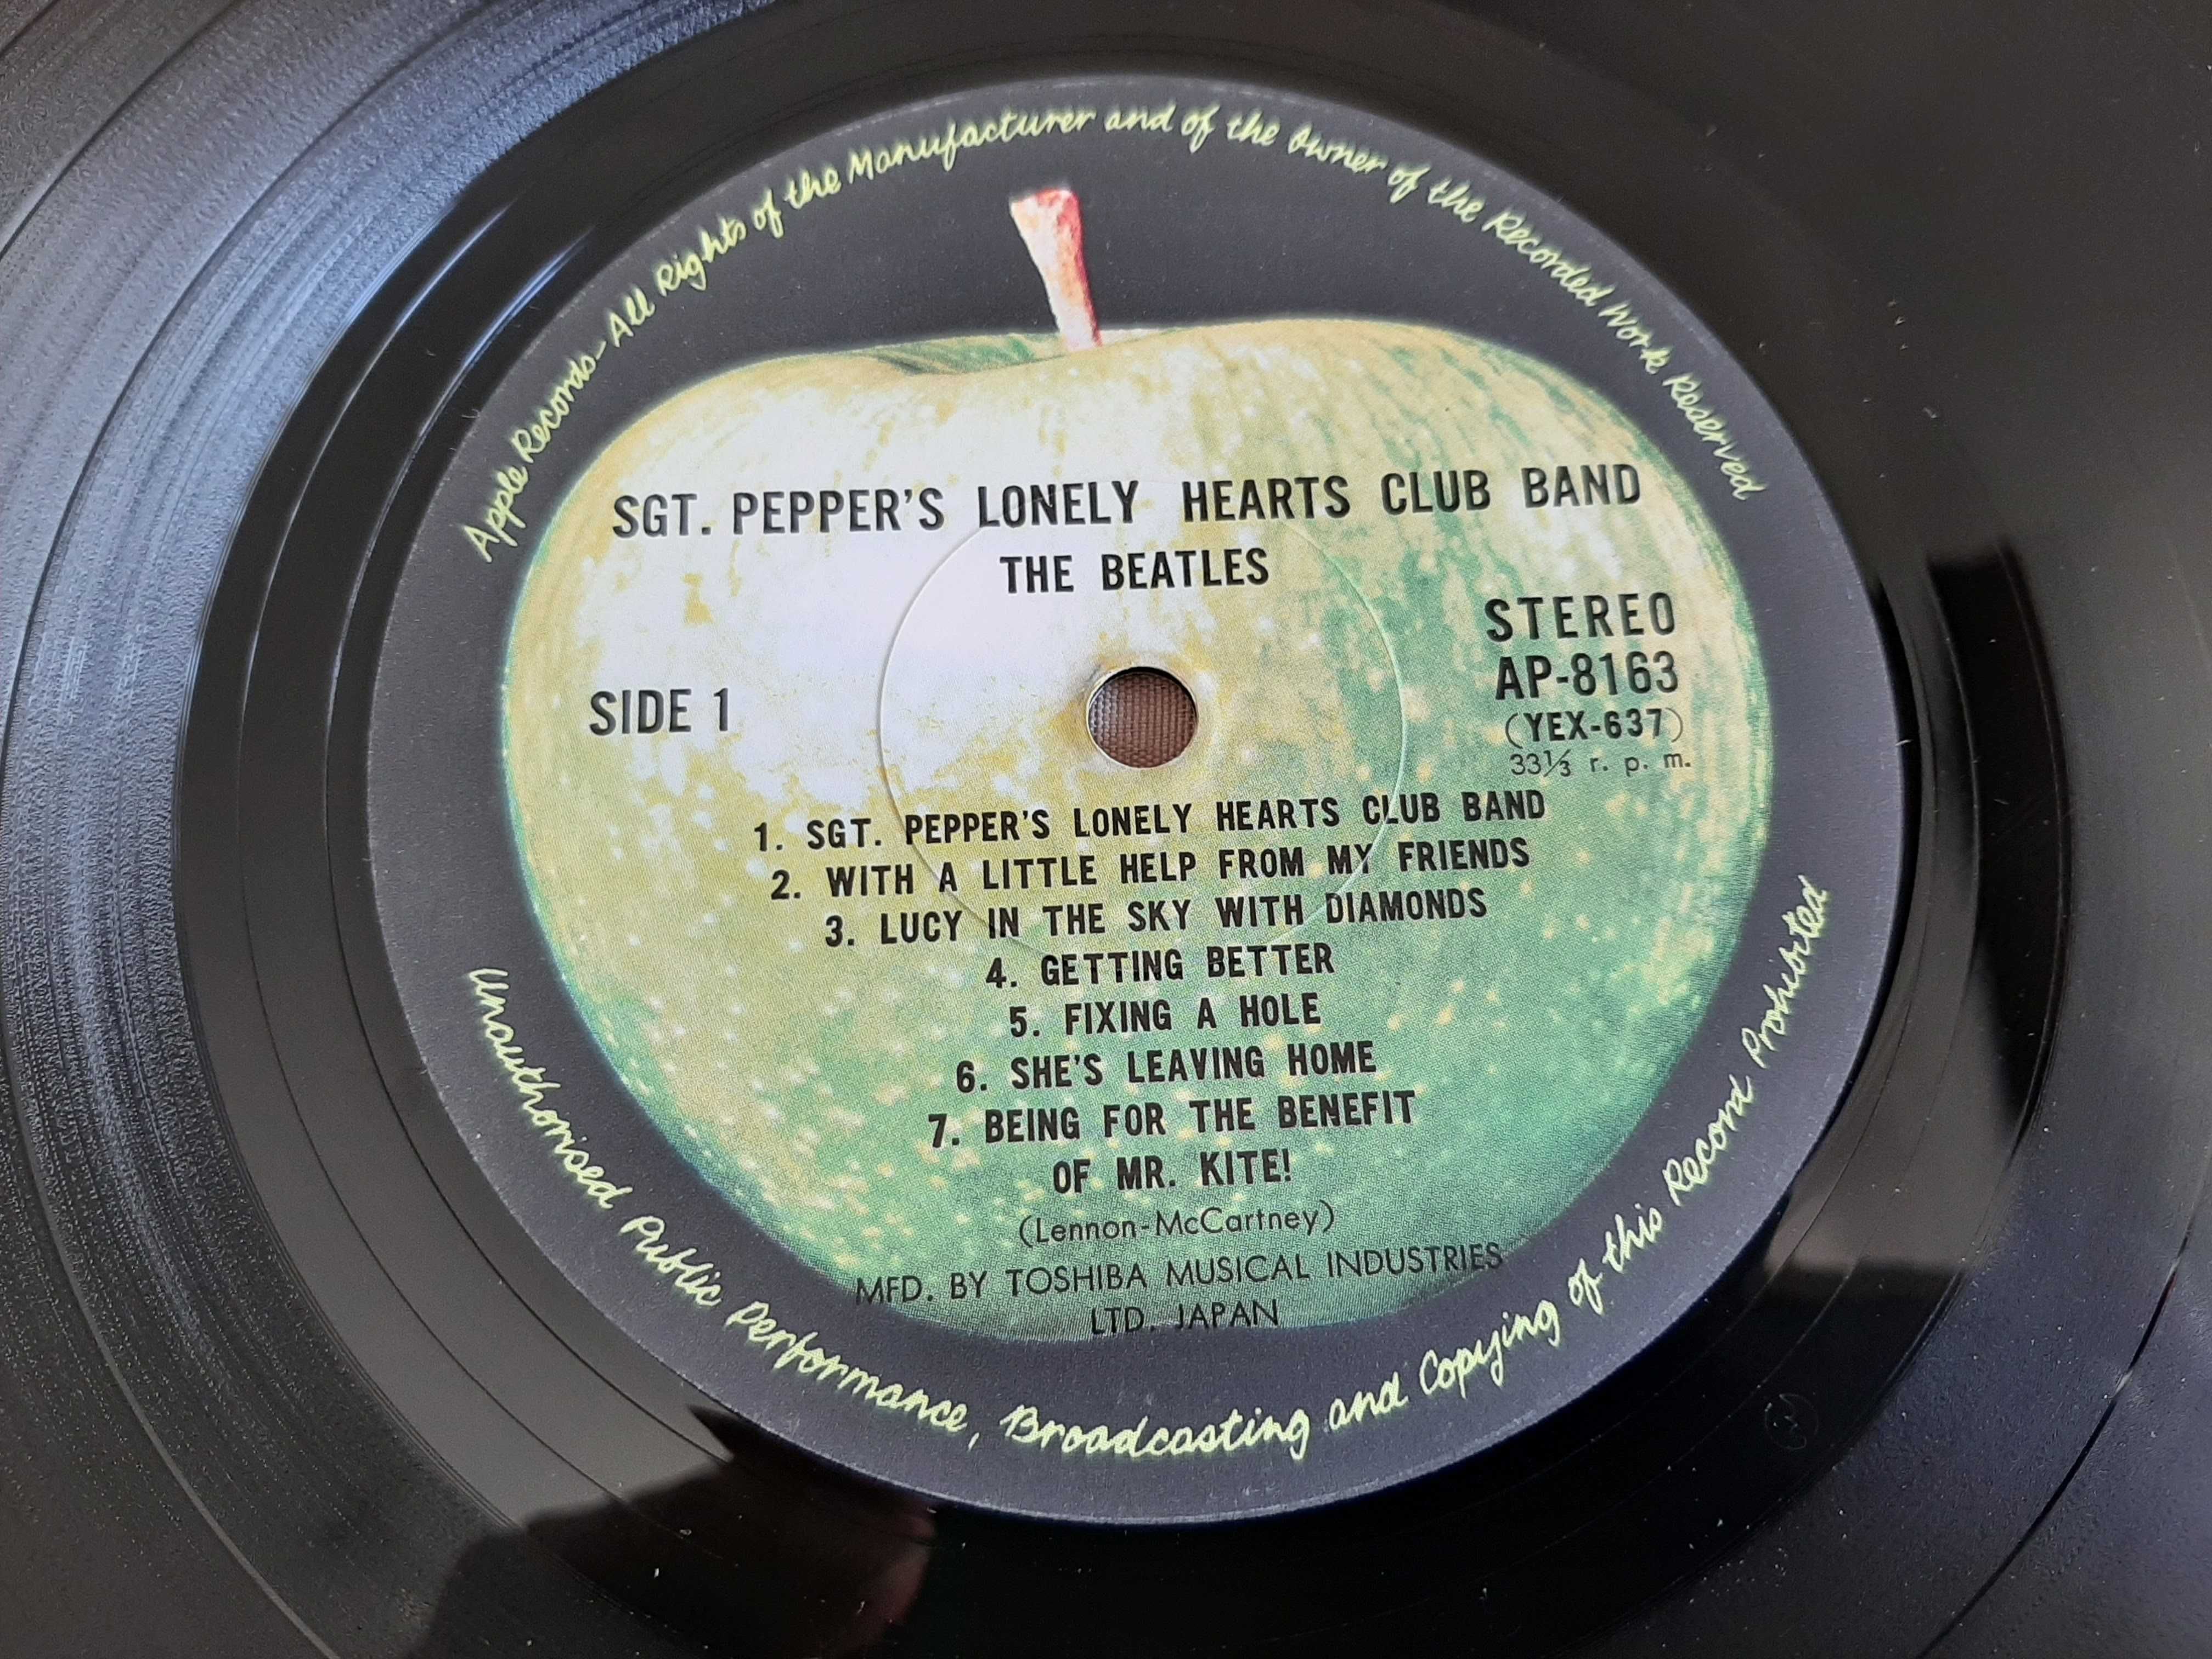 Apple Records-All Rights of the Manufacturer and of the Owner of the Recorded Work Reserved
SGT. PEPPER'S LONELY HEARTS CLUB BAND
THE BEATLES
STEREO
AP-8163
(YEX-637)
33⅓ r. p. m.
SIDE 1
1. SGT. PEPPER'S LONELY HEARTS CLUB BAND
2. WITH A LITTLE HELP FROM MY FRIENDS
3. LUCY IN THE SKY WITH DIAMONDS
4. GETTING BETTER
5. FIXING A HOLE
6. SHE'S LEAVING HOME
7. BEING FOR THE BENEFIT
OF MR. KITE!
(Lennon-McCartney)
MFD. BY TOSHIBA MUSICAL INDUSTRIES
LTD. JAPAN
Unauthorised Public Performance, Broadcasting and Copying of this Record Prohibited